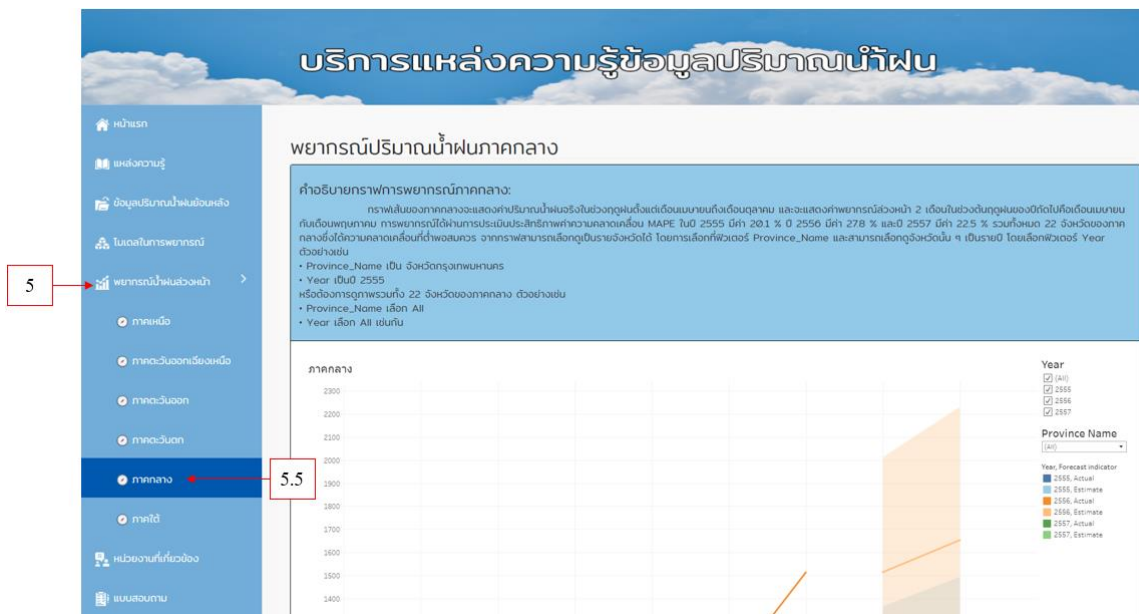 บริการแหล่งความรู้ข้อมูลปริมาณน้ำฝน
หน้าแรก
แหล่งความรู้
ข้อมูลปริมาณน้ำฝนย้อนหลัง
โมเดลในการพยากรณ์
5
พยากรณ์น้ำฝนล่วงหน้า
ภาคเหนือ
ภาคตะวันออกเฉียงเหนือ
ภาคตะวันออก
ภาคตะวันตก
ภาคกลาง
5.5
ภาคใต้
หน่วยงานที่เกี่ยวข้อง
แบบสอบถาม
พยากรณ์ปริมาณน้ำฝนภาคกลาง
คำอธิบายกราฟการพยากรณ์ภาคกลาง:
กราฟเส้นของภาคกลางจะแสดงค่าปริมาณน้ำฝนจริงในช่วงฤดูฝนตั้งแต่เดือนเมษายนถึงเดือนตุลาคม และจะแสดงค่าพยากรณ์ล่วงหน้า 2 เดือนในช่วงต้นฤดูฝนของปีถัดไปคือเดือนเมษายน
กับเดือนพฤษภาคม การพยากรณ์ได้ผ่านการประเมินประสิทธิภาพค่าความคลาดเคลื่อน MAPE ในปี 2555 มีค่า 20.1 % ปี 2556 มีค่า 27.8 % และปี 2557 มีค่า 22.5 % รวมทั้งหมด 22 จังหวัดของภาค
กลางซึ่งได้ความคลาดเคลื่อนที่ต่ำพอสมควร จากกราฟสามารถเลือกดูเป็นรายจังหวัดได้ โดยการเลือกที่ฟิวเตอร์ Province_Name และสามารถเลือกดูจังหวัดนั้น ๆ เป็นรายปี โดยเลือกฟิวเตอร์ Year
ตัวอย่างเช่น
• Province_Name เป็น จังหวัดกรุงเทพมหานคร
• Year เป็นปี 2555
หรือต้องการดูภาพรวมทั้ง 22 จังหวัดของภาคกลาง ตัวอย่างเช่น
• Province_Name เลือก All
• Year เลือก All เช่นกัน
ภาคกลาง
2300
2200
2100
2000
1900
1800
1700
1600
1500
1400
Year
(All)
2555
2556
2557
Province Name
(All)
Year, Forecast indicator
2555, Actual
2555, Estimate
2556, Actual
2556, Estimate
2557, Actual
2557, Estimate